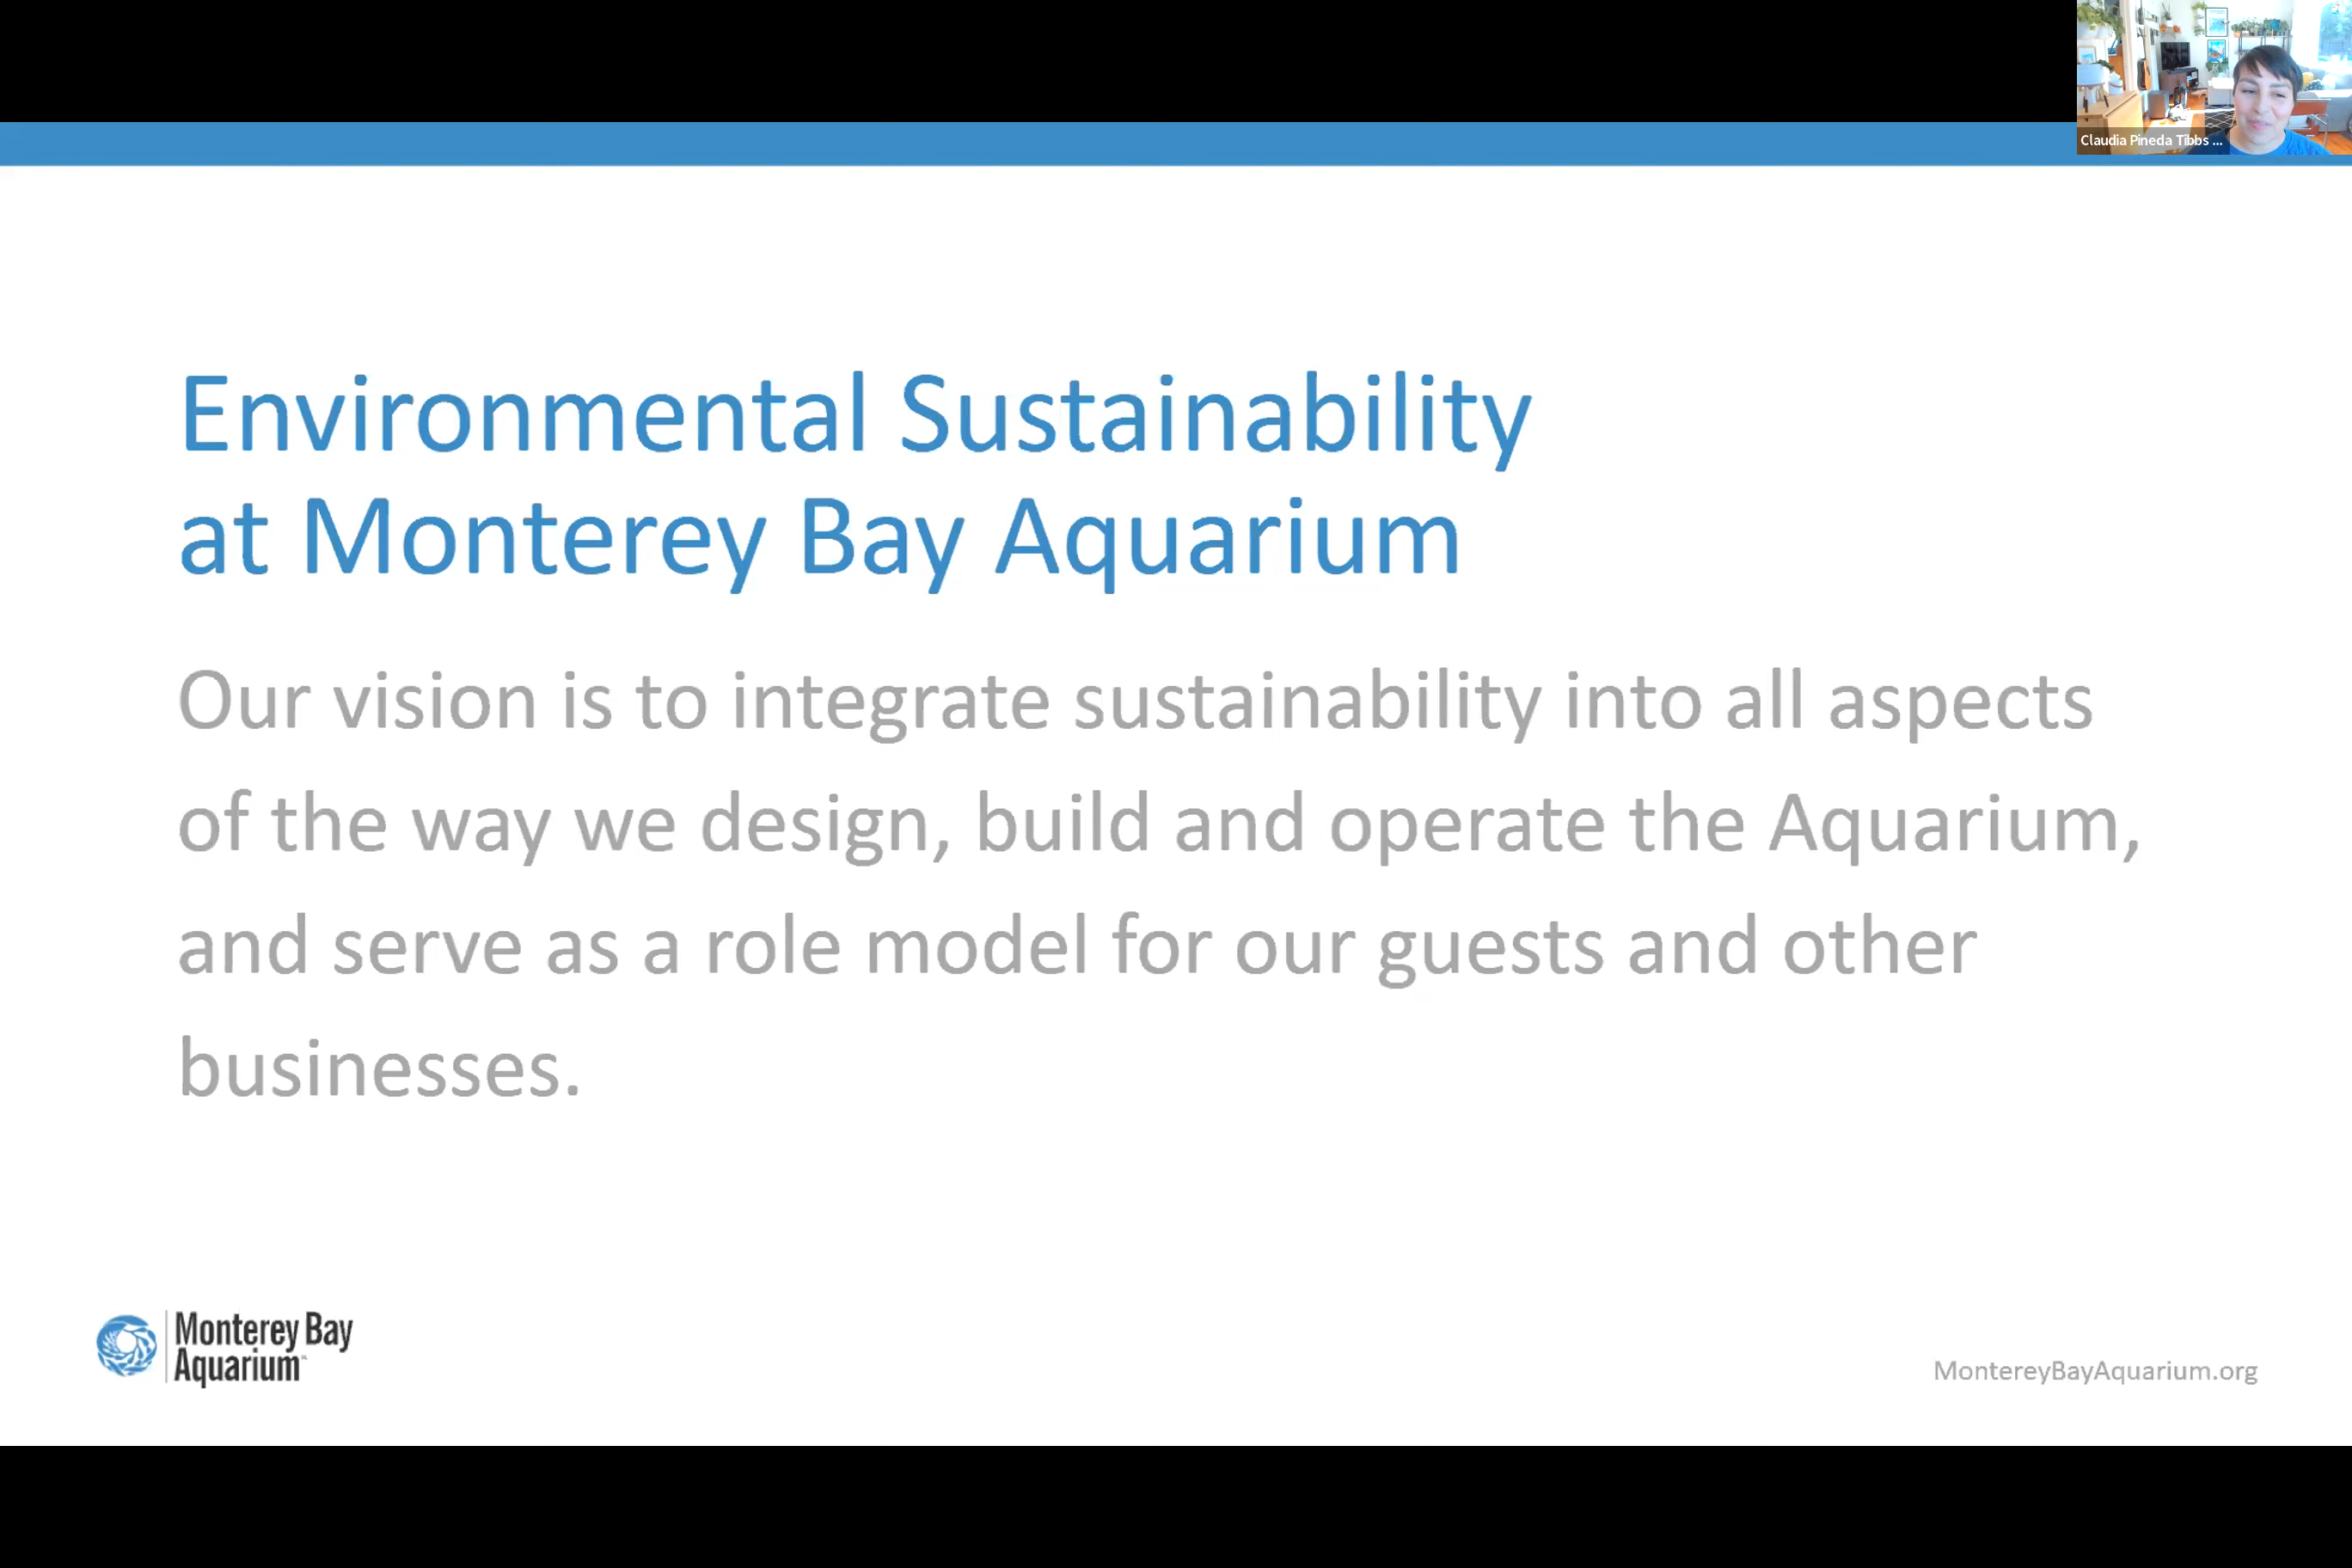 Claudia Pineda Tibbs ...
Environmental Sustainability
at Monterey Bay Aquarium
Our vision is to integrate sustainability into all aspects
of the way we design, build and operate the Aquarium,
and serve as a role model for our guests and other
businesses.
Monterey Bay
Aquarium
MontereyBayAquarium.org